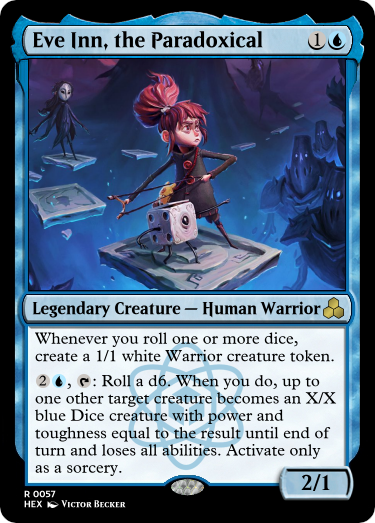 Eve Inn, the Paradoxical 1
Legendary Creature — Human Warrior
Whenever you roll one or more dice,
create a 1/1 white Warrior creature token.
2 , : Roll a d6. When you do, up to
one other target creature becomes an X/X
blue Dice creature with power and
toughness equal to the result until end of
turn and loses all abilities. Activate only
as a sorcery.
2/1
R 0057
HEX Victor Becker